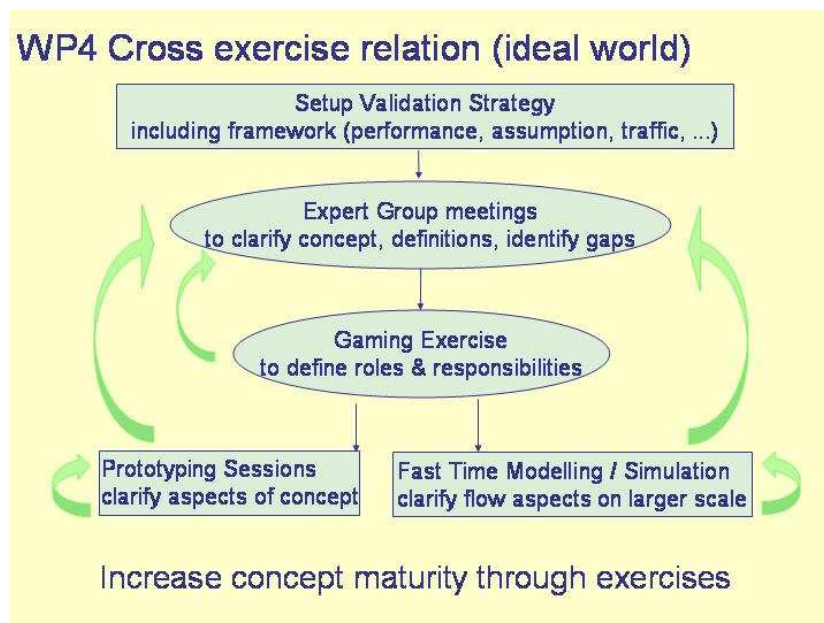 WP4 Cross exercise relation (ideal world)
Setup Validation Strategy
including framework (performance, assumption, traffic, ...)
Expert Group meetings
to clarify concept, definitions, identify gaps
Gaming Exercise
to define roles & responsibilities
Prototyping Sessions
clarify aspects of concept
Fast Time Modelling / Simulation
clarify flow aspects on larger scale
Increase concept maturity through exercises